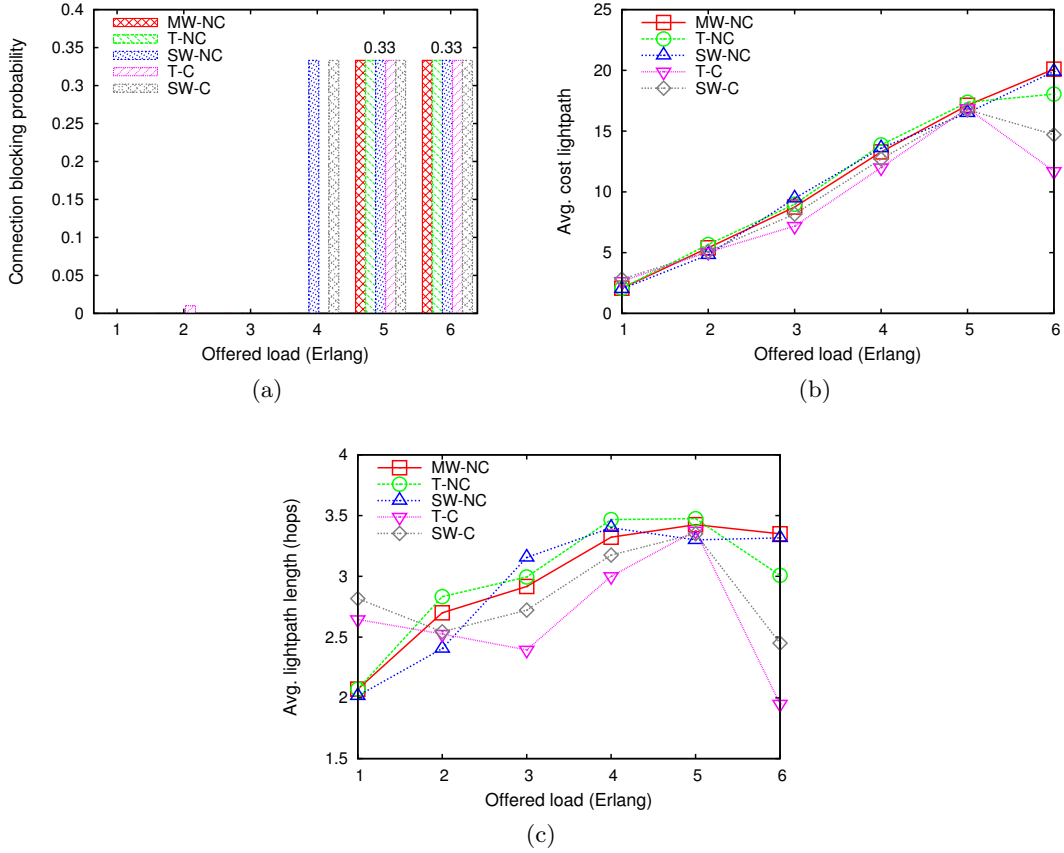 0.4
0.35
0.3
0.25
0.2
0.15
0.1
0.05
0
Connection blocking probability
MW-NC
T-NC
SW-NC
T-C
SW-C
0.33
0.33
1 2 3 4 5 6
Offered load (Erlang)
(a)
25
20
15
10
5
0
Avg. cost lightpath
MW-NC
T-NC
SW-NC
T-C
SW-C
1 2 3 4 5 6
Offered load (Erlang)
(b)
4
3.5
3
2.5
2
1.5
Avg. lightpath length (hops)
MW-NC
T-NC
SW-NC
T-C
SW-C
1 2 3 4 5 6
Offered load (Erlang)
(c)